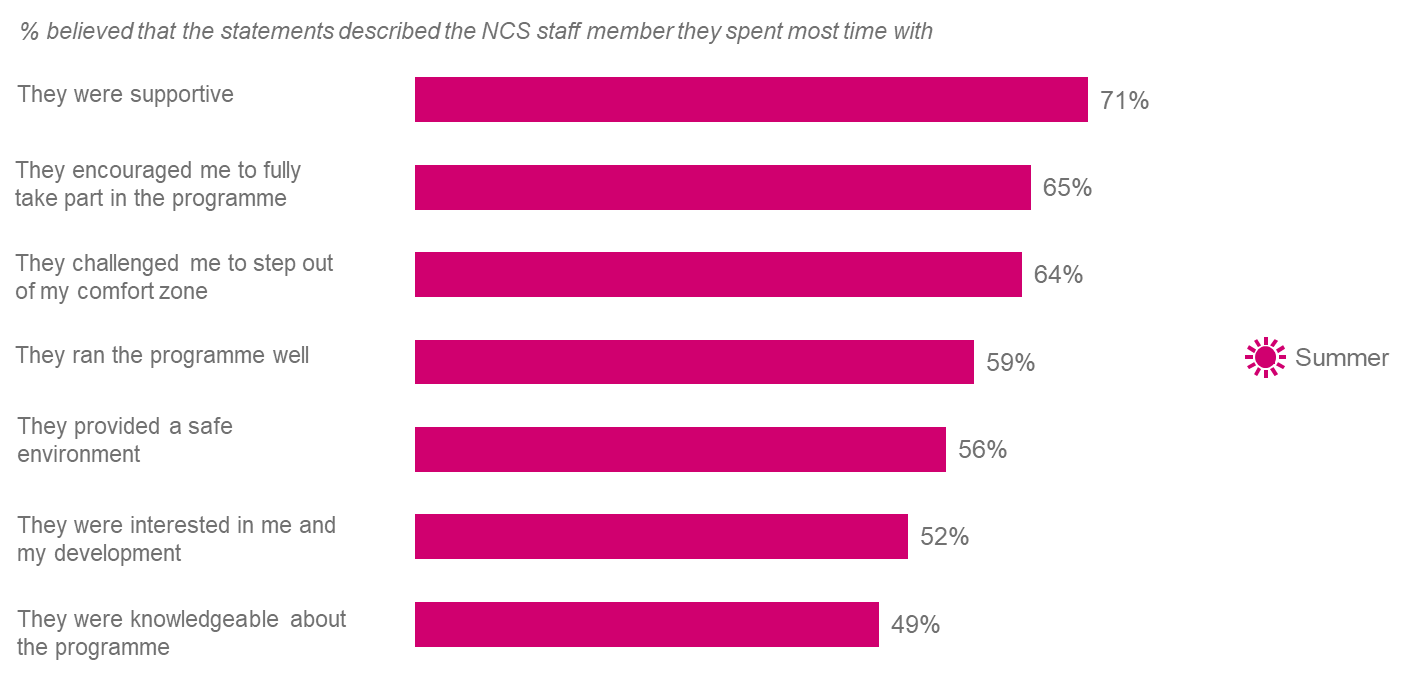 % believed that the statements described the NCS staff member they spent most time with
They were supportive
71%
They encouraged me to fully
take part in the programme
65%
They challenged me to step out
of my comfort zone
64%
They ran the programme well
59%
Summer
They provided a safe
environment
56%
They were interested in me and
my development
52%
They were knowledgeable about
the programme
49%